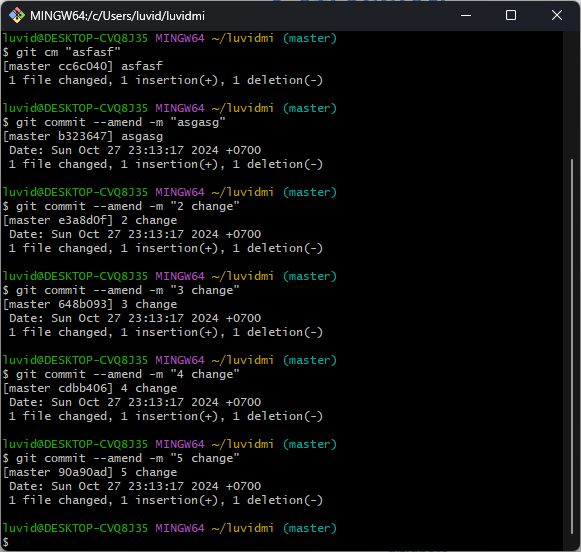 MINGW64:/c/Users/luvid/luvidmi
luvid@DESKTOP-CVQ8J35 MINGW64 ~/luvidmi (master)
$ git cm "asfasf"
[master cc6c040] asfasf
 1 file changed, 1 insertion(+), 1 deletion(-)
luvid@DESKTOP-CVQ8J35 MINGW64 ~/luvidmi (master)
$ git commit --amend -m "asgasg"
[master b323647] asgasg
 Date: Sun Oct 27 23:13:17 2024 +0700
 1 file changed, 1 insertion(+), 1 deletion(-)
luvid@DESKTOP-CVQ8J35 MINGW64 ~/luvidmi (master)
$ git commit --amend -m "2 change"
[master e3a8d0f] 2 change
 Date: Sun Oct 27 23:13:17 2024 +0700
 1 file changed, 1 insertion(+), 1 deletion(-)
luvid@DESKTOP-CVQ8J35 MINGW64 ~/luvidmi (master)
$ git commit --amend -m "3 change"
[master 648b093] 3 change
 Date: Sun Oct 27 23:13:17 2024 +0700
 1 file changed, 1 insertion(+), 1 deletion(-)
luvid@DESKTOP-CVQ8J35 MINGW64 ~/luvidmi (master)
$ git commit --amend -m "4 change"
[master cdbb406] 4 change
 Date: Sun Oct 27 23:13:17 2024 +0700
 1 file changed, 1 insertion(+), 1 deletion(-)
luvid@DESKTOP-CVQ8J35 MINGW64 ~/luvidmi (master)
$ git commit --amend -m "5 change"
[master 90a90ad] 5 change
 Date: Sun Oct 27 23:13:17 2024 +0700
 1 file changed, 1 insertion(+), 1 deletion(-)
luvid@DESKTOP-CVQ8J35 MINGW64 ~/luvidmi (master)
$